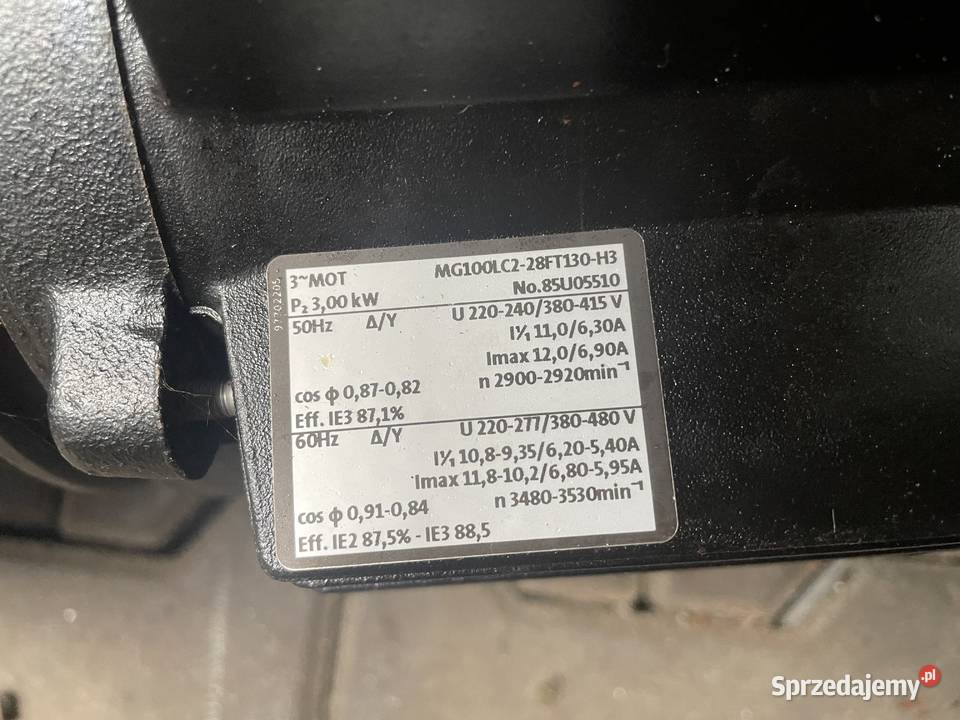 3~MOT MG100LC2-28FT130-H3
P₂ 3,00 kW No.85U05510
50Hz Δ/Y U 220-240/380-415 V
I⅟₁ 11,0/6,30A
Imax 12,0/6,90A
cos ϕ 0,87-0,82 n 2900-2920min⁻¹
Eff. IE3 87,1%
60Hz Δ/Y U 220-277/380-480 V
I⅟₁ 10,8-9,35/6,20-5,40A
Imax 11,8-10,2/6,80-5,95A
cos ϕ 0,91-0,84 n 3480-3530min⁻¹
Eff. IE2 87,5% - IE3 88,5
Sprzedajemy.pl